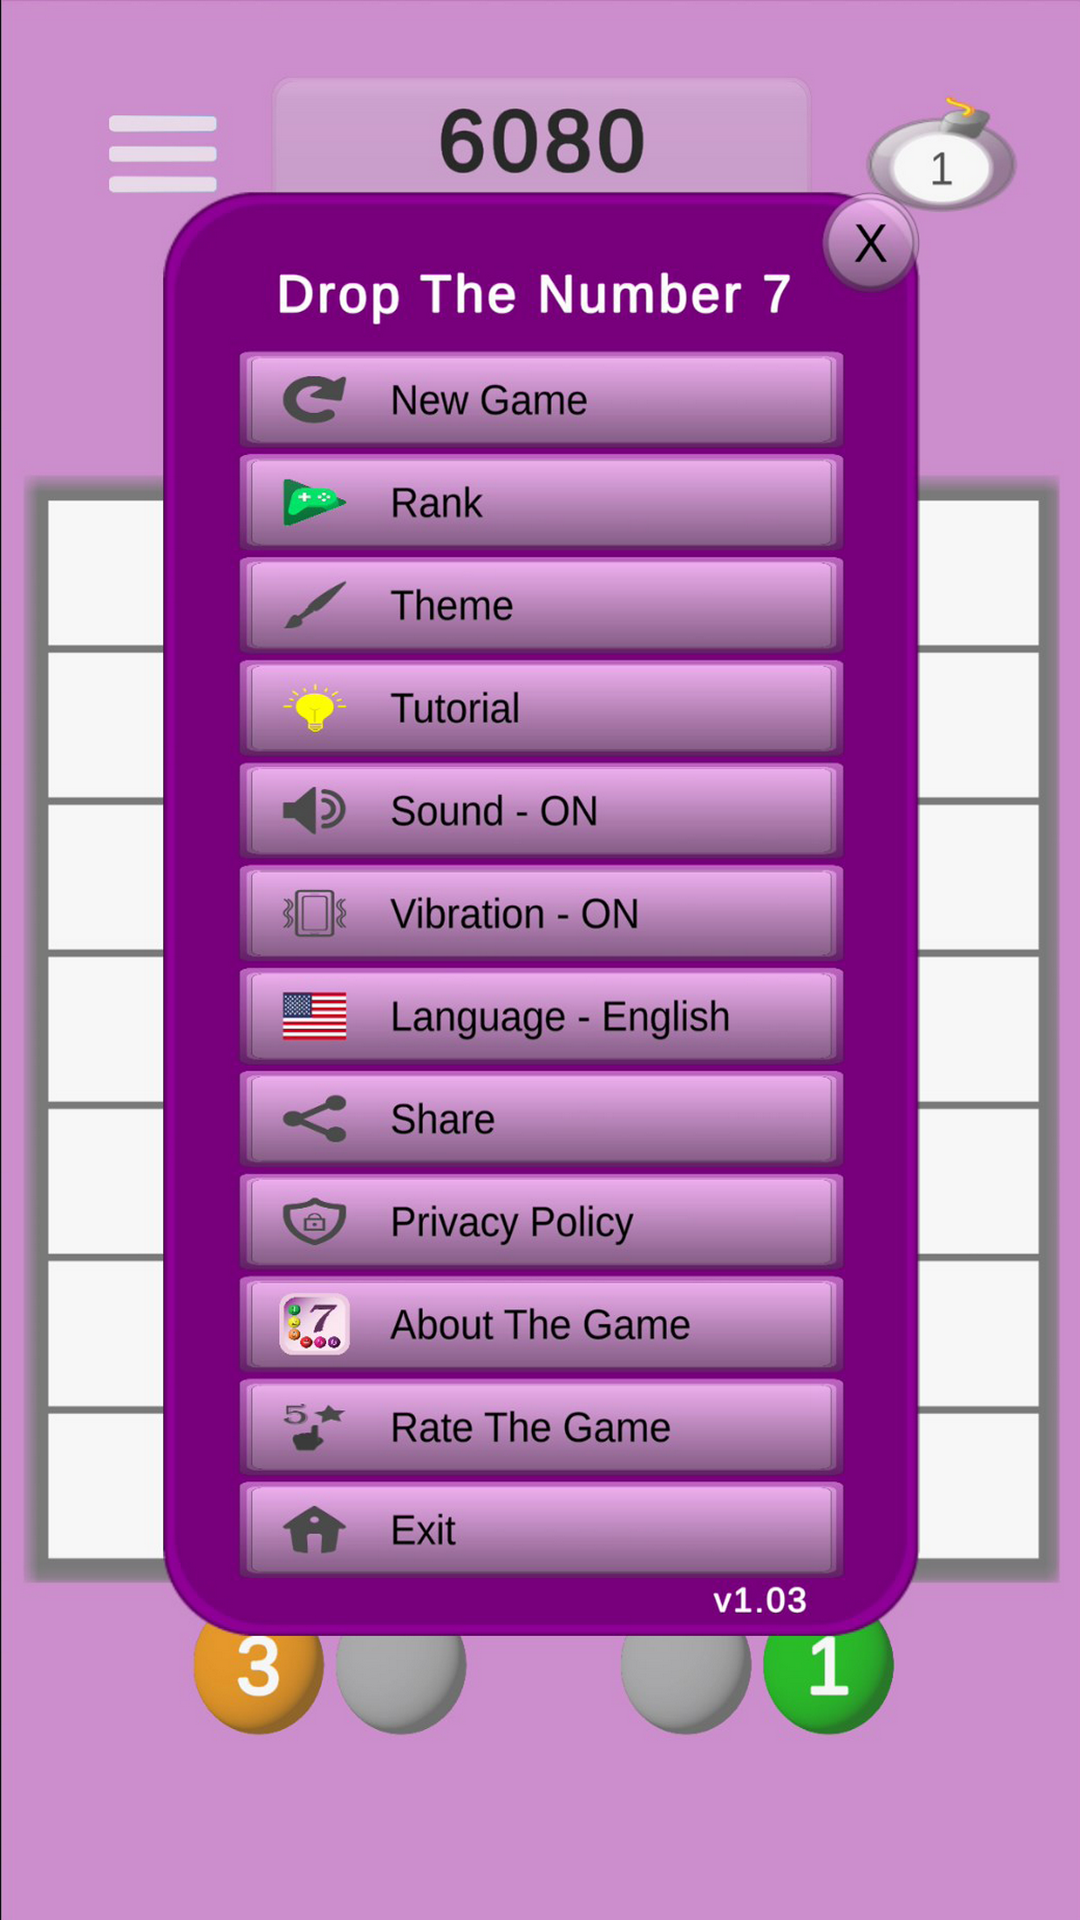 6080
1
X
Drop The Number 7
New Game
Rank
Theme
Tutorial
Sound - ON
Vibration - ON
Language - English
Share
Privacy Policy
7
About The Game
5
Rate The Game
Exit
v1.03
3
1